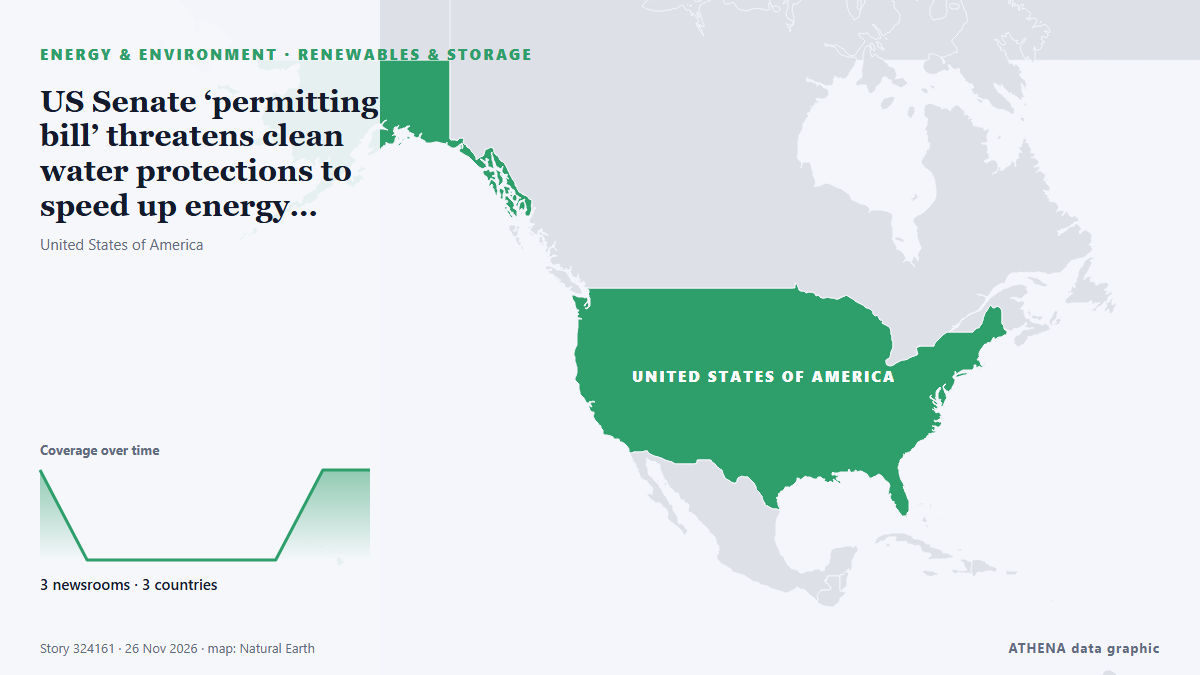 ENERGY & ENVIRONMENT · RENEWABLES & STORAGE
US Senate ‘permitting
bill’ threatens clean
water protections to
speed up energy...
United States of America
UNITED STATES OF AMERICA
Coverage over time
3 newsrooms · 3 countries
Story 324161 · 26 Nov 2026 · map: Natural Earth
ATHENA data graphic